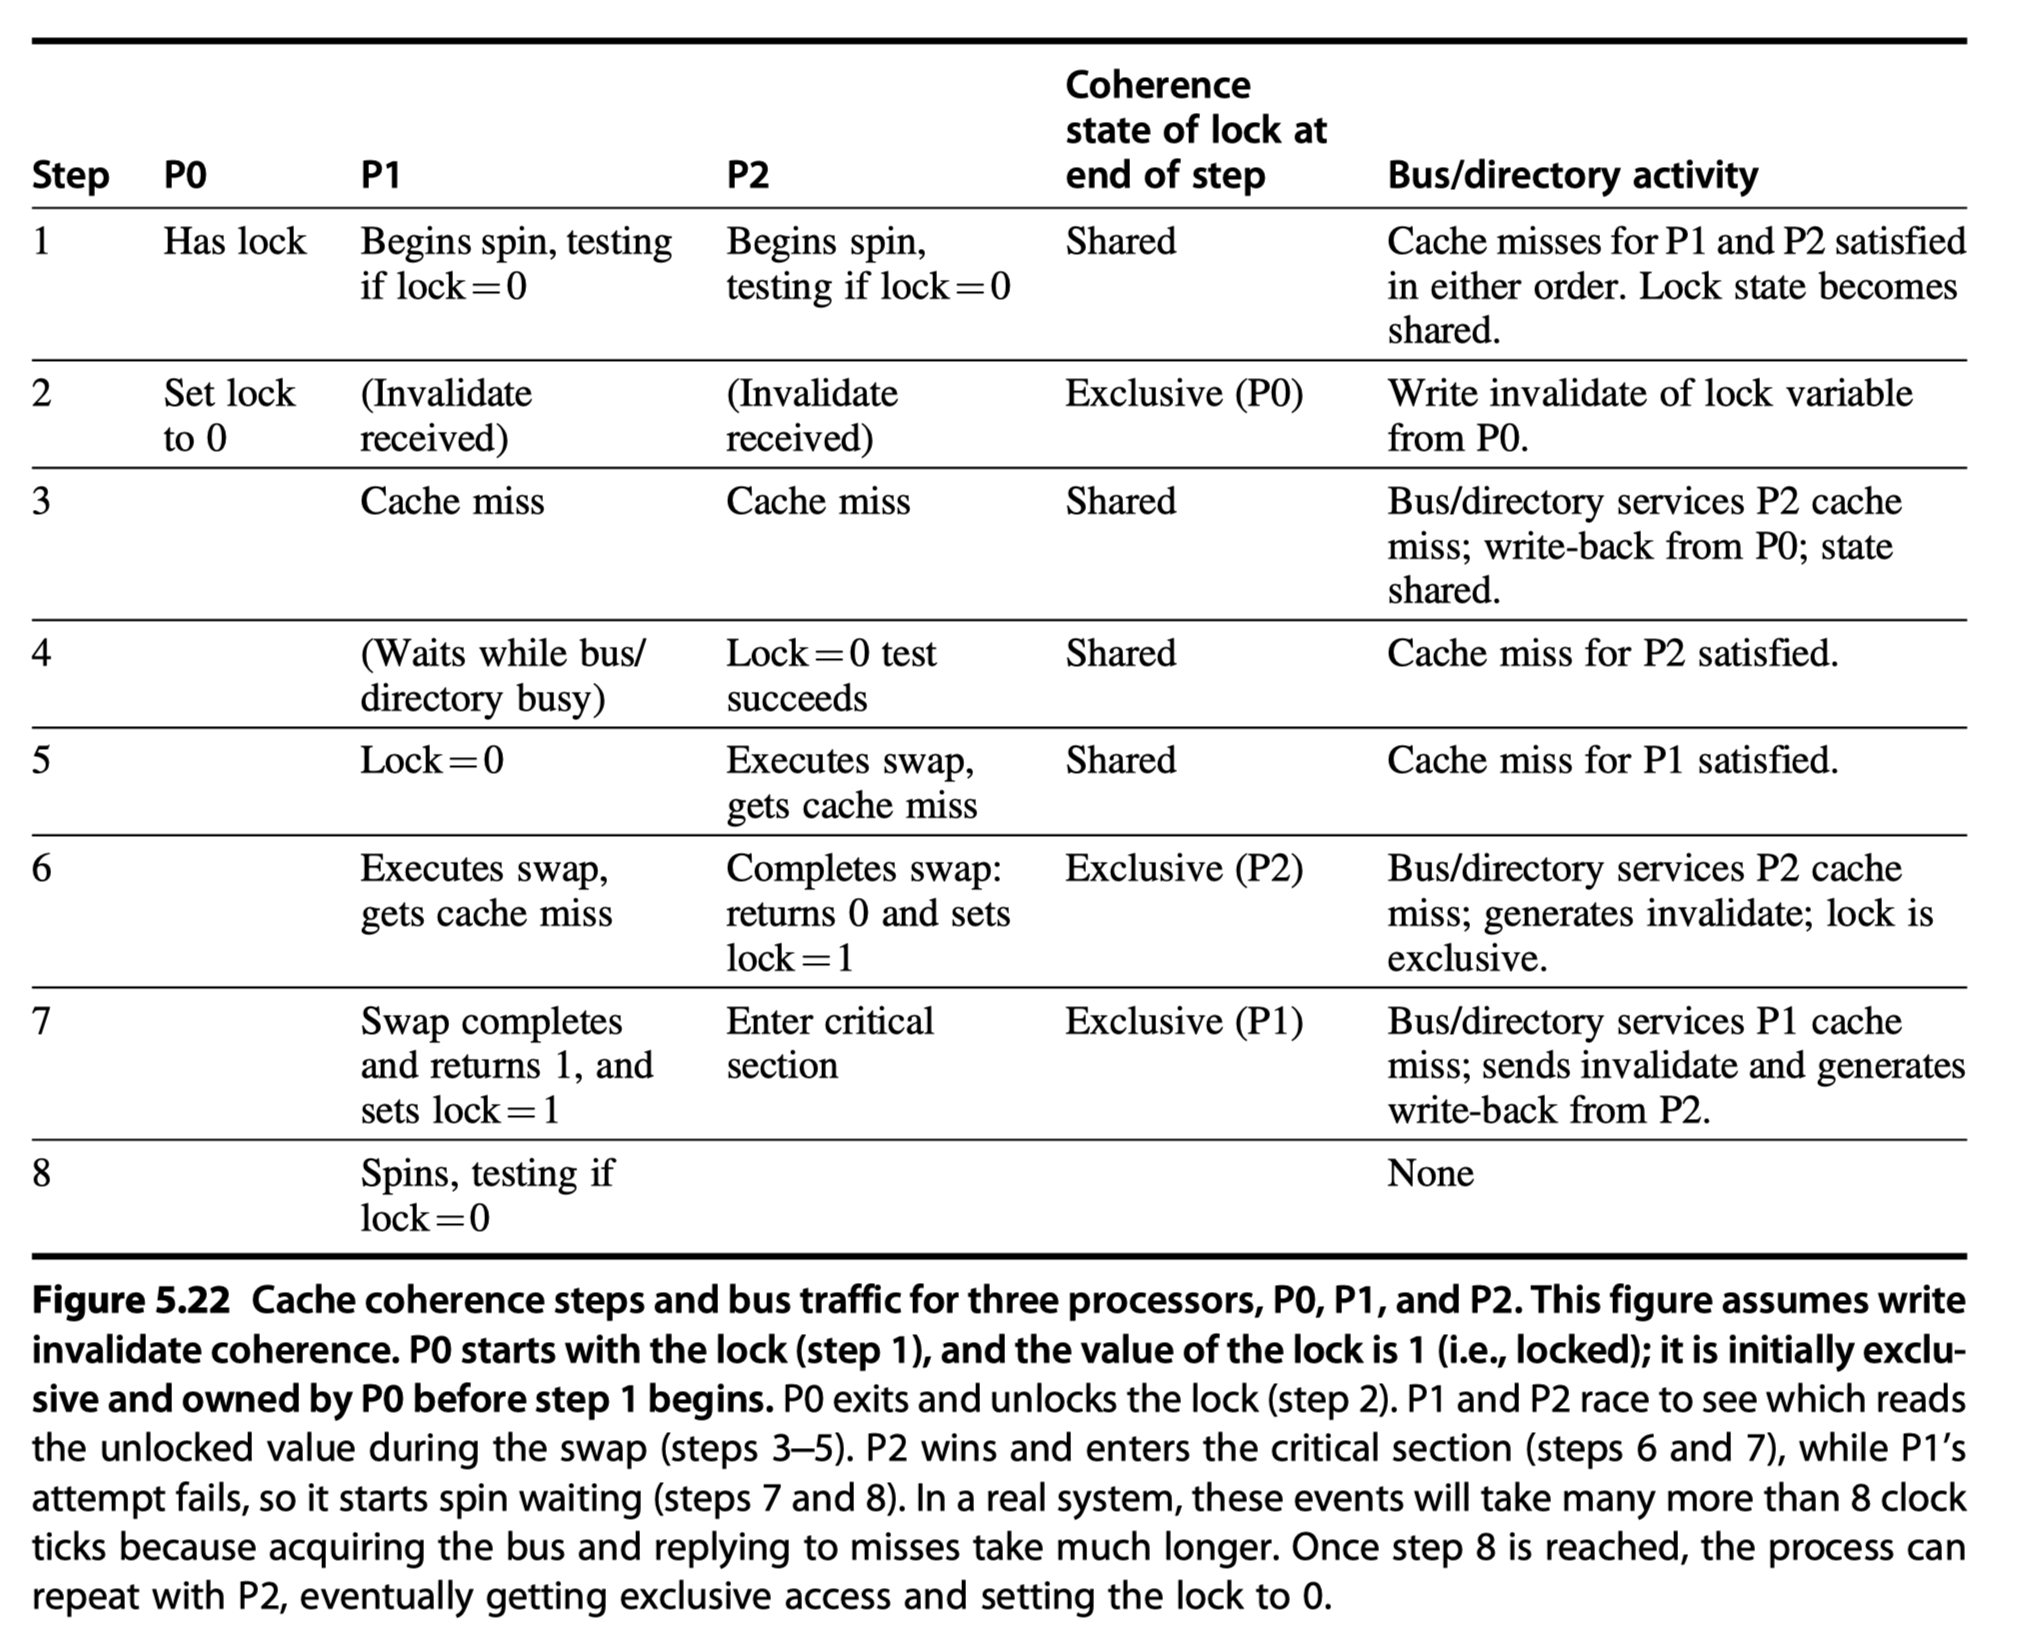 Coherence
state of lock at
Step P0 P1 P2 end of step Bus/directory activity
1 Has lock Begins spin, testing Begins spin, Shared Cache misses for P1 and P2 satisfied
if lock=0 testing if lock=0 in either order. Lock state becomes
shared.
2 Set lock (Invalidate (Invalidate Exclusive (P0) Write invalidate of lock variable
to 0 received) received) from P0.
3 Cache miss Cache miss Shared Bus/directory services P2 cache
miss; write-back from P0; state
shared.
4 (Waits while bus/ Lock=0 test Shared Cache miss for P2 satisfied.
directory busy) succeeds
5 Lock=0 Executes swap, Shared Cache miss for P1 satisfied.
gets cache miss
6 Executes swap, Completes swap: Exclusive (P2) Bus/directory services P2 cache
gets cache miss returns 0 and sets miss; generates invalidate; lock is
lock=1 exclusive.
7 Swap completes Enter critical Exclusive (P1) Bus/directory services P1 cache
and returns 1, and section miss; sends invalidate and generates
sets lock=1 write-back from P2.
8 Spins, testing if None
lock=0
Figure 5.22 Cache coherence steps and bus traffic for three processors, P0, P1, and P2. This figure assumes write
invalidate coherence. P0 starts with the lock (step 1), and the value of the lock is 1 (i.e., locked); it is initially exclu-
sive and owned by P0 before step 1 begins. P0 exits and unlocks the lock (step 2). P1 and P2 race to see which reads
the unlocked value during the swap (steps 3–5). P2 wins and enters the critical section (steps 6 and 7), while P1's
attempt fails, so it starts spin waiting (steps 7 and 8). In a real system, these events will take many more than 8 clock
ticks because acquiring the bus and replying to misses take much longer. Once step 8 is reached, the process can
repeat with P2, eventually getting exclusive access and setting the lock to 0.